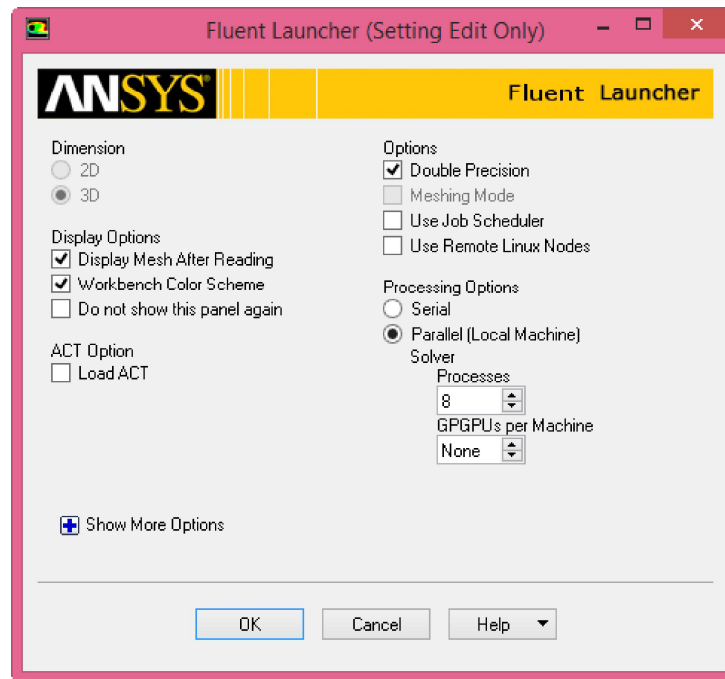 Fluent Launcher (Setting Edit Only)
ANSYS®
Fluent Launcher
Dimension
2D
3D
Display Options
Display Mesh After Reading
Workbench Color Scheme
Do not show this panel again
ACT Option
Load ACT
Options
Double Precision
Meshing Mode
Use Job Scheduler
Use Remote Linux Nodes
Processing Options
Serial
Parallel (Local Machine)
Solver
Processes
8
GPGPUs per Machine
None
Show More Options
OK
Cancel
Help